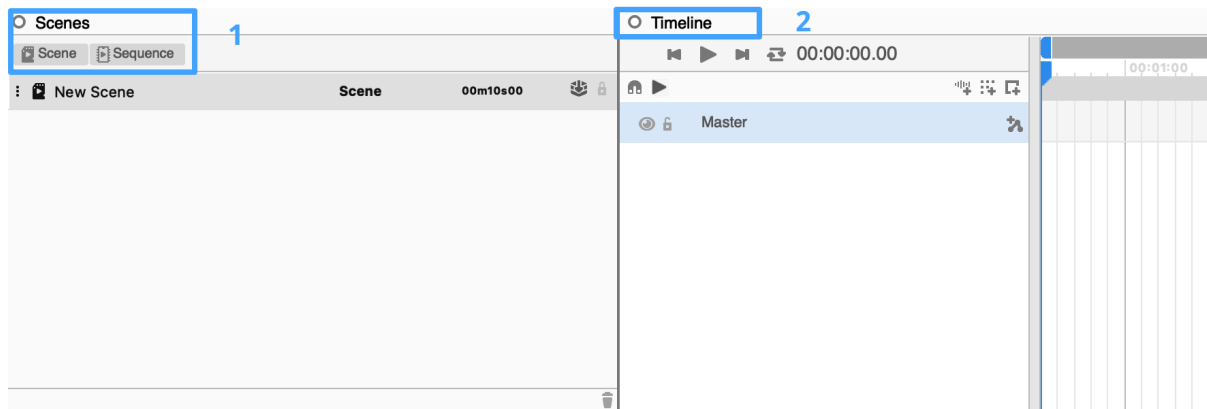 Scenes
1
Scene Sequence
New Scene Scene 00m10s00
Timeline
2
00:00:00.00
00:01:00
Master